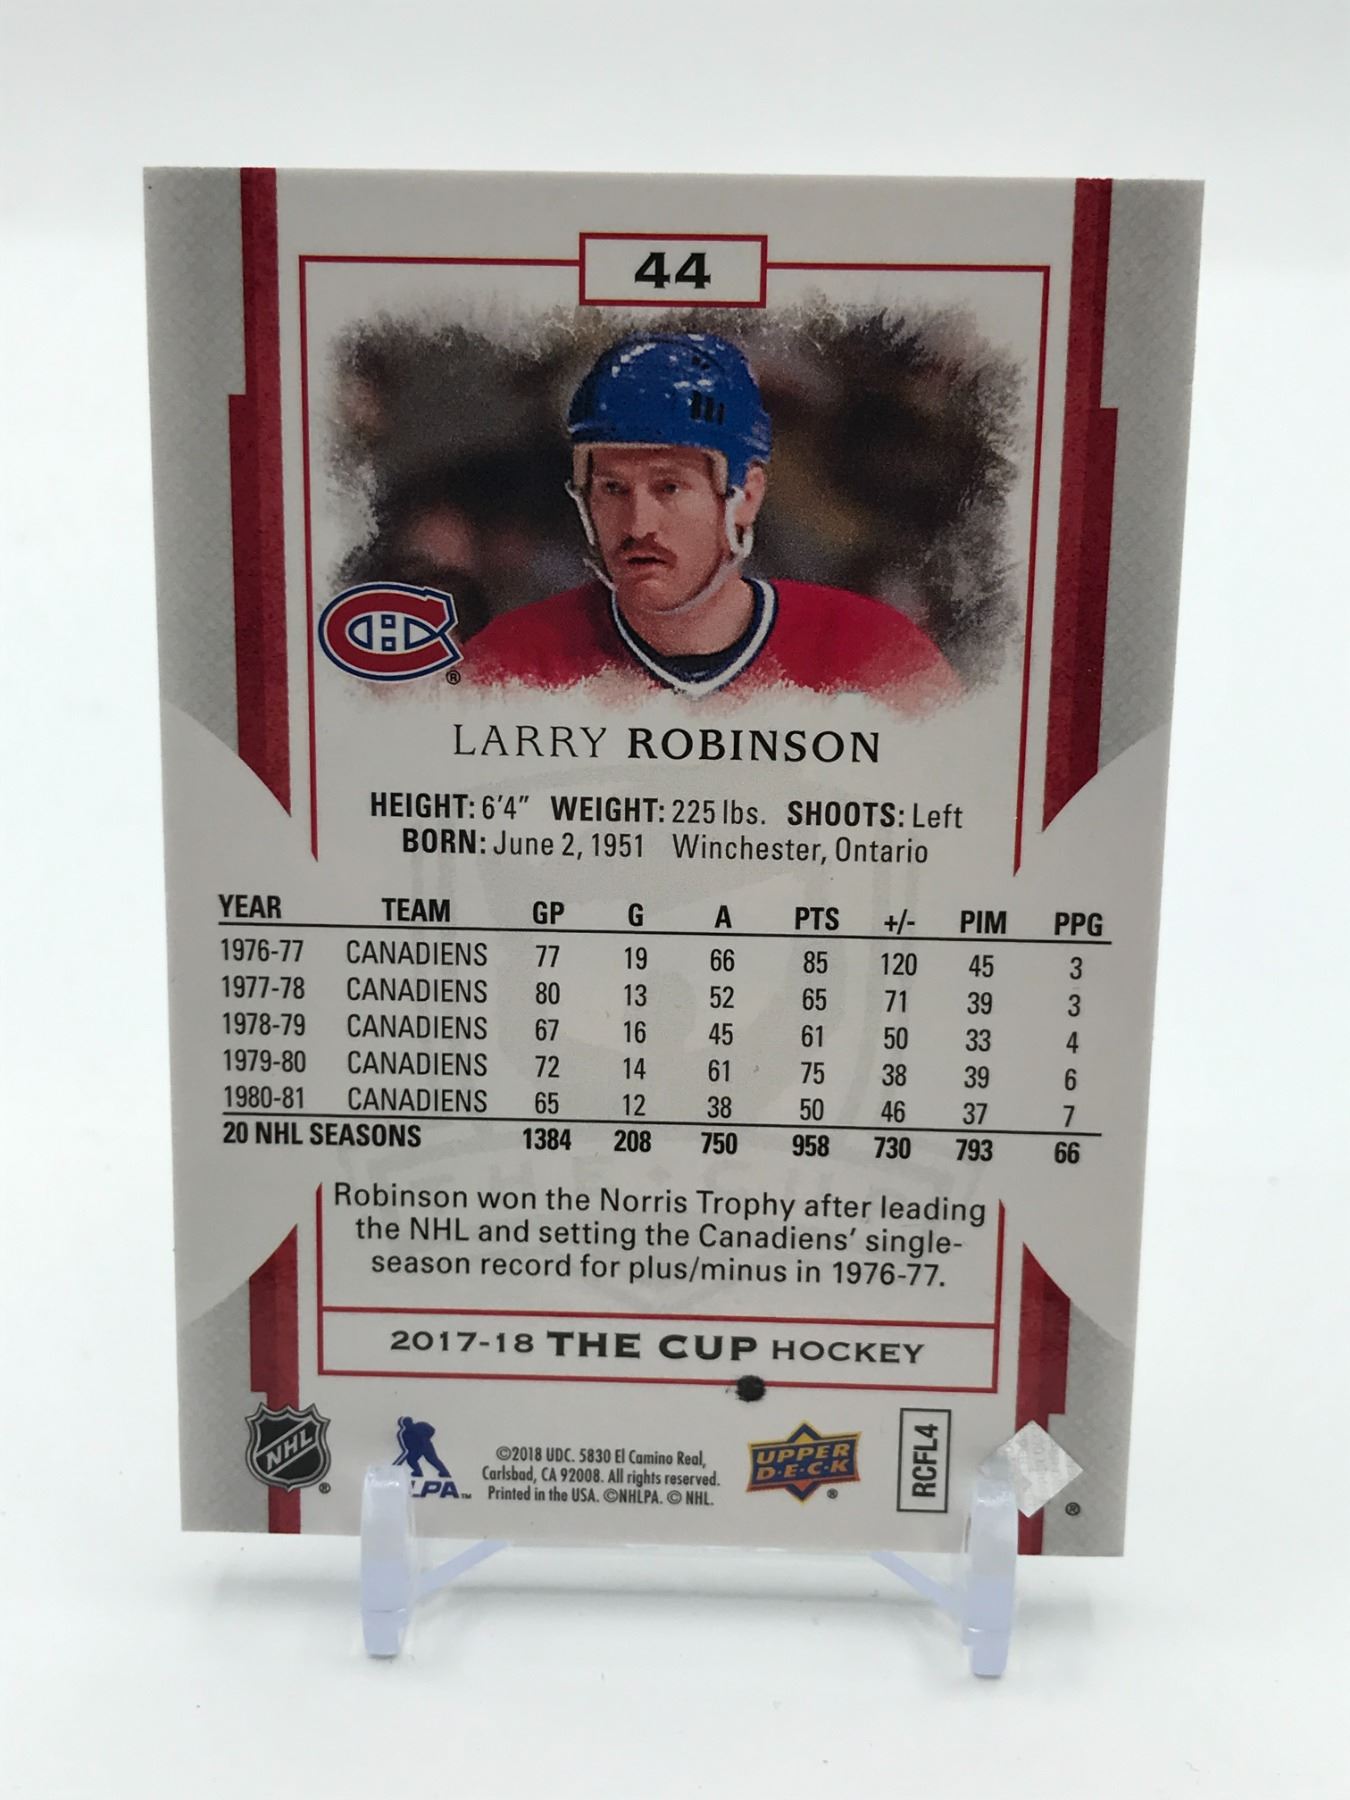 44
®
LARRY ROBINSON
HEIGHT: 6'4" WEIGHT: 225 lbs. SHOOTS: Left
BORN: June 2, 1951 Winchester, Ontario
YEAR TEAM GP G A PTS +/- PIM PPG
1976-77 CANADIENS 77 19 66 85 120 45 3
1977-78 CANADIENS 80 13 52 65 71 39 3
1978-79 CANADIENS 67 16 45 61 50 33 4
1979-80 CANADIENS 72 14 61 75 38 39 6
1980-81 CANADIENS 65 12 38 50 46 37 7
20 NHL SEASONS 1384 208 750 958 730 793 66
THE CUP
Robinson won the Norris Trophy after leading
the NHL and setting the Canadiens' single-
season record for plus/minus in 1976-77.
2017-18 THE CUP HOCKEY
NHL ®
LPA™
©2018 UDC. 5830 El Camino Real,
Carlsbad, CA 92008. All rights reserved.
Printed in the USA. ©NHLPA. © NHL.
UPPER
D·E·C·K ®
RCFL4
®